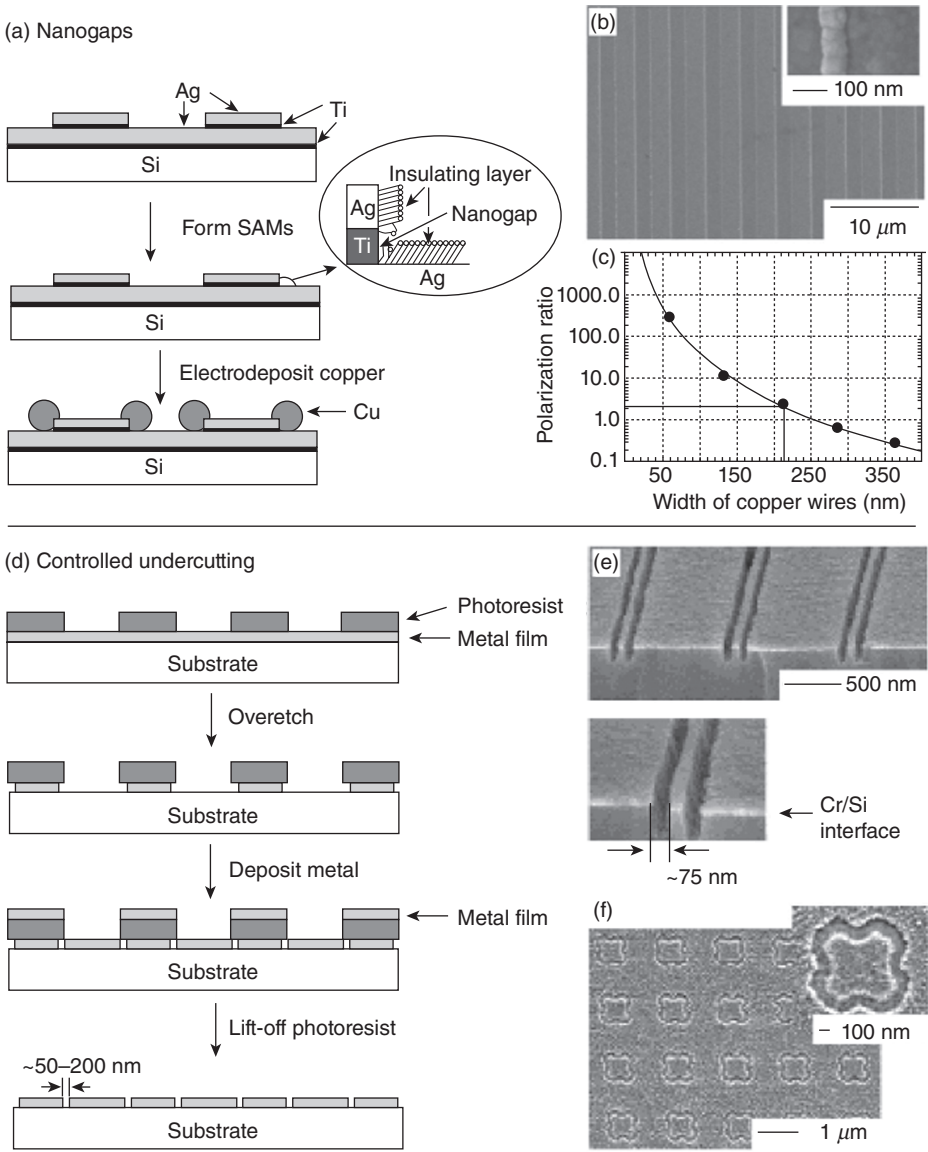 (a) Nanogaps
Ag
Ti
Si
Form SAMs
Insulating layer
Nanogap
Ag
Ti
Ag
Si
Electrodeposit copper
Cu
Si
(b)
100 nm
10 μm
(c)
Polarization ratio
1000.0
100.0
10.0
1.0
0.1
50 150 250 350
Width of copper wires (nm)
(d) Controlled undercutting
Photoresist
Metal film
Substrate
Overetch
Substrate
Deposit metal
Metal film
Substrate
Lift-off photoresist
~50–200 nm
Substrate
(e)
500 nm
Cr/Si
interface
~75 nm
(f)
100 nm
1 μm